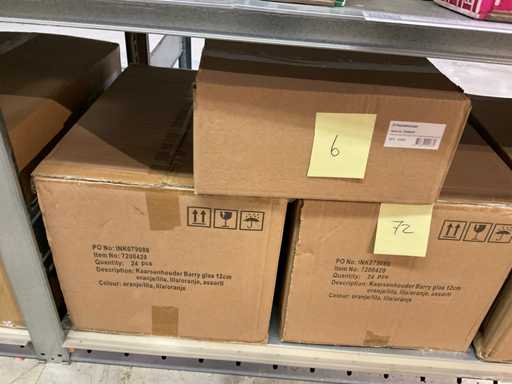 6
72
PO No: INK079086
Item No: 7200420
Quantity: 24 pcs
Description: Kaarsenhouder Barry glas 12cm
oranje/lila, lila/oranje, assorti
Colour: oranje/lila, lila/oranje
PO No: INK079086
Item No: 7200420
Quantity: 24 pcs
Description: Kaarsenhouder Barry glas 12cm
oranje/lila, lila/oranje, assorti
Colour: oranje/lila, lila/oranje